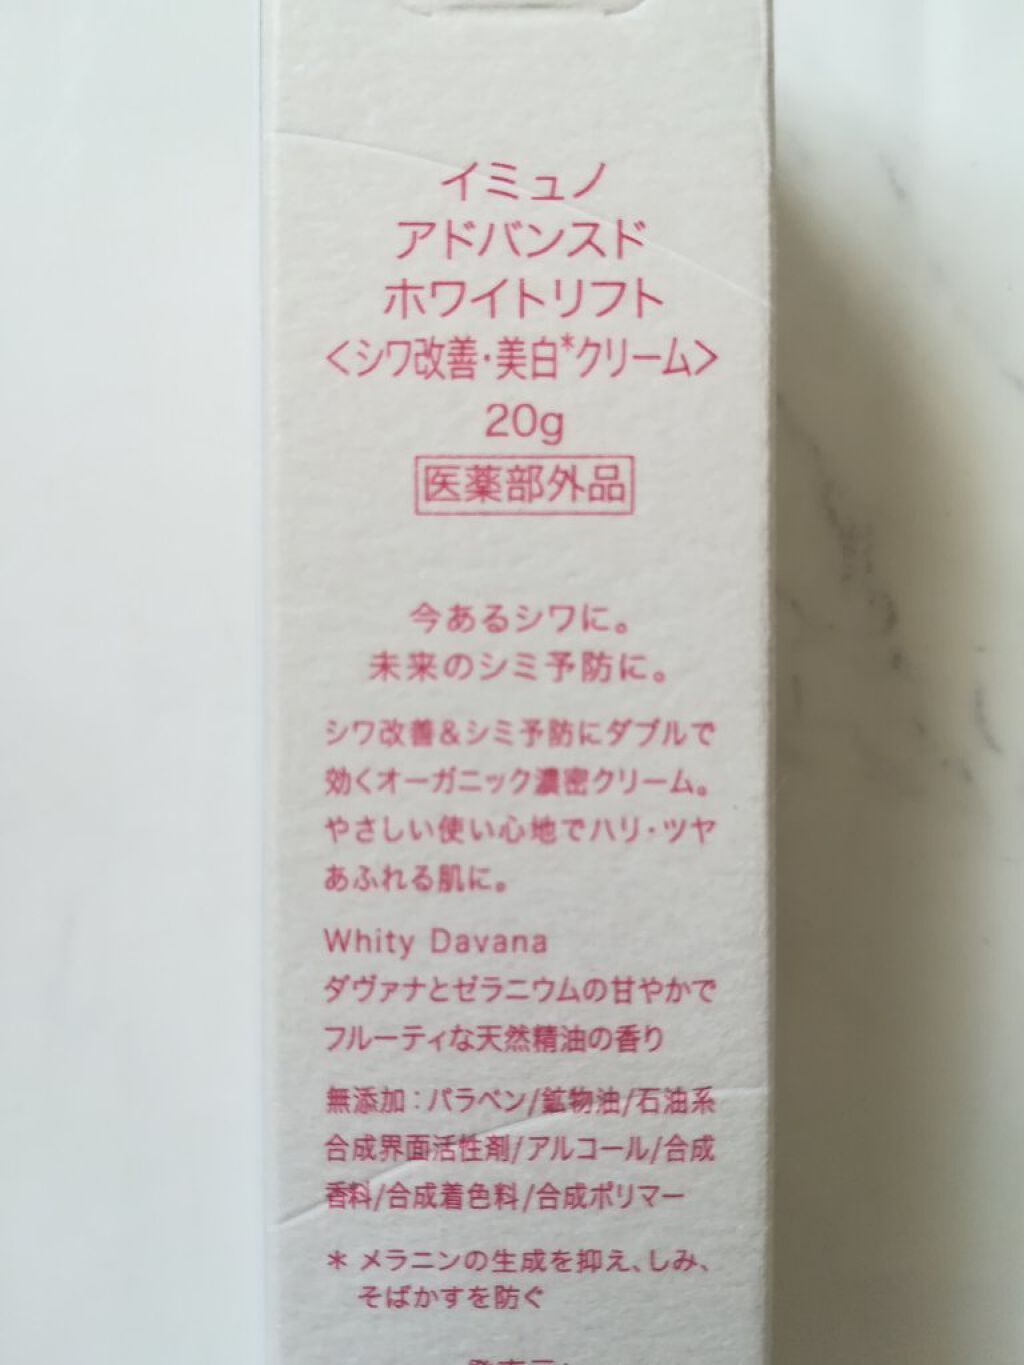 イミュノ
アドバンスド
ホワイトリフト
<シワ改善・美白*クリーム>
20g
医薬部外品
今あるシワに。
未来のシミ予防に。
シワ改善&シミ予防にダブルで
効くオーガニック濃密クリーム。
やさしい使い心地でハリ・ツヤ
あふれる肌に。
Whity Davana
ダヴァナとゼラニウムの甘やかで
フルーティな天然精油の香り
無添加：パラベン/鉱物油/石油系
合成界面活性剤/アルコール/合成
香料/合成着色料/合成ポリマー
* メラニンの生成を抑え、しみ、
そばかすを防ぐ